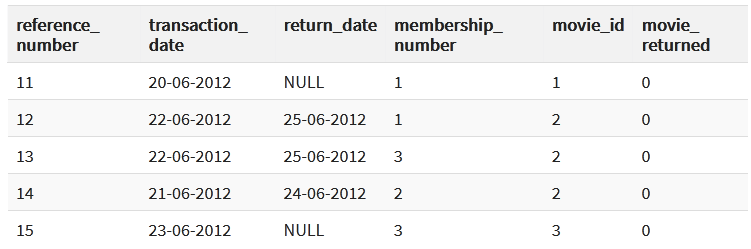 reference_ transaction_ return_date membership_ movie_id movie_
number date number returned
11 20-06-2012 NULL 1 1 0
12 22-06-2012 25-06-2012 1 2 0
13 22-06-2012 25-06-2012 3 2 0
14 21-06-2012 24-06-2012 2 2 0
15 23-06-2012 NULL 3 3 0